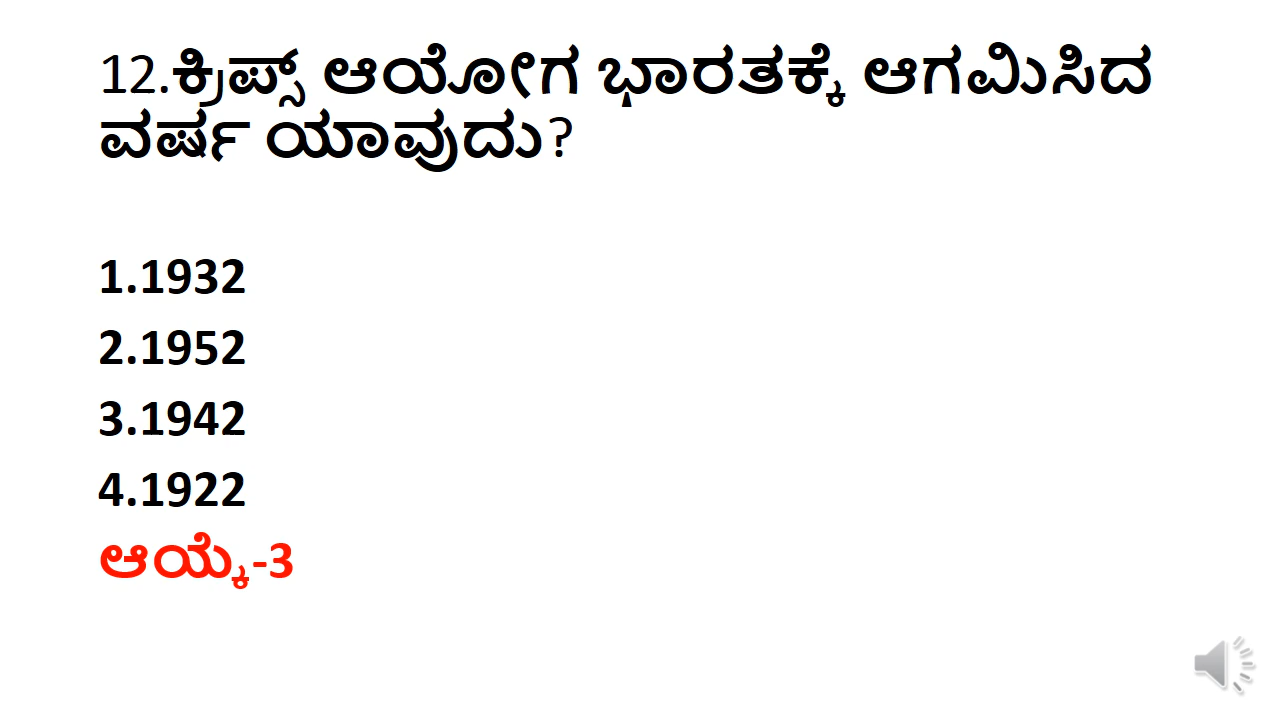 12.ಕ್ರಿಪ್ಸ್ ಆಯೋಗ ಭಾರತಕ್ಕೆ ಆಗಮಿಸಿದ
ವರ್ಷ ಯಾವುದು?
1.1932
2.1952
3.1942
4.1922
ಆಯ್ಕೆ-3